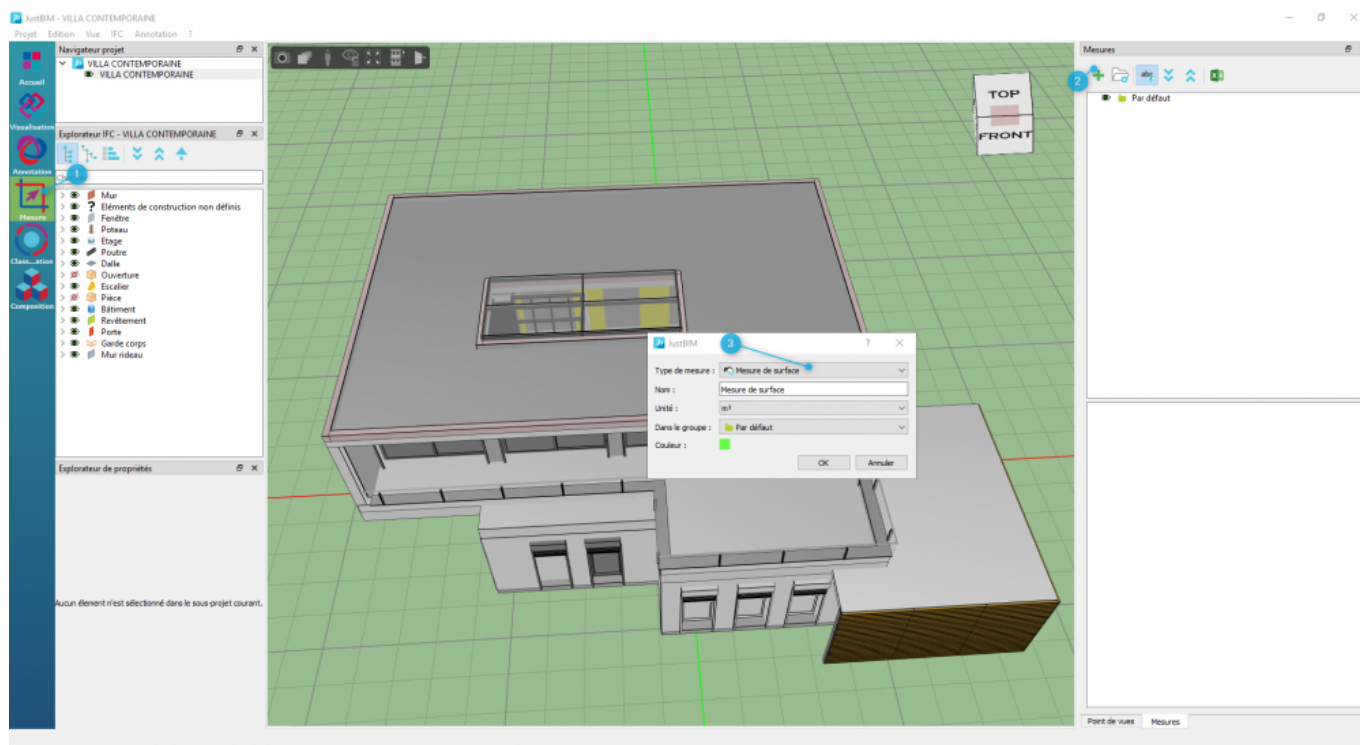 JustBIM - VILLA CONTEMPORAINE
Projet Edition Vue IFC Annotation ?
Navigateur projet
VILLA CONTEMPORAINE
VILLA CONTEMPORAINE
Accueil
Visualisation
Annotation
Mesure
Class...ation
Composition
Explorateur IFC - VILLA CONTEMPORAINE
1
Mur
? Eléments de construction non définis
Fenêtre
Poteau
Etage
Poutre
Dalle
Ouverture
Escalier
Pièce
Bâtiment
Revêtement
Porte
Garde corps
Mur rideau
Explorateur de propriétés
Aucun élement n'est sélectionné dans le sous-projet courant.
TOP
FRONT
JustBIM
3
?
Type de mesure : Mesure de surface
Nom : Mesure de surface
Unité : m²
Dans le groupe : Par défaut
Couleur :
OK Annuler
Mesures
2
abc
Par défaut
Point de vues Mesures